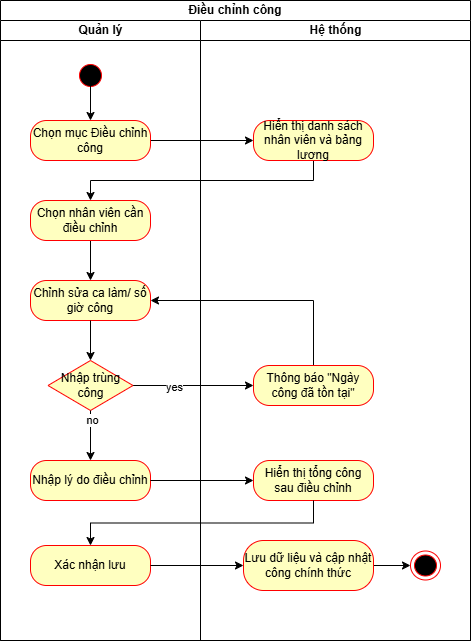 Điều chỉnh công
Quản lý
Hệ thống
Chọn mục Điều chỉnh
công
Hiển thị danh sách
nhân viên và bảng
lượng
Chọn nhân viên cần
điều chỉnh
Chỉnh sửa ca làm/ số
giờ công
Nhập trùng
công
yes
Thông báo "Ngày
công đã tồn tại"
no
Nhập lý do điều chỉnh
Hiển thị tổng công
sau điều chỉnh
Xác nhận lưu
Lưu dữ liệu và cập nhật
công chính thức